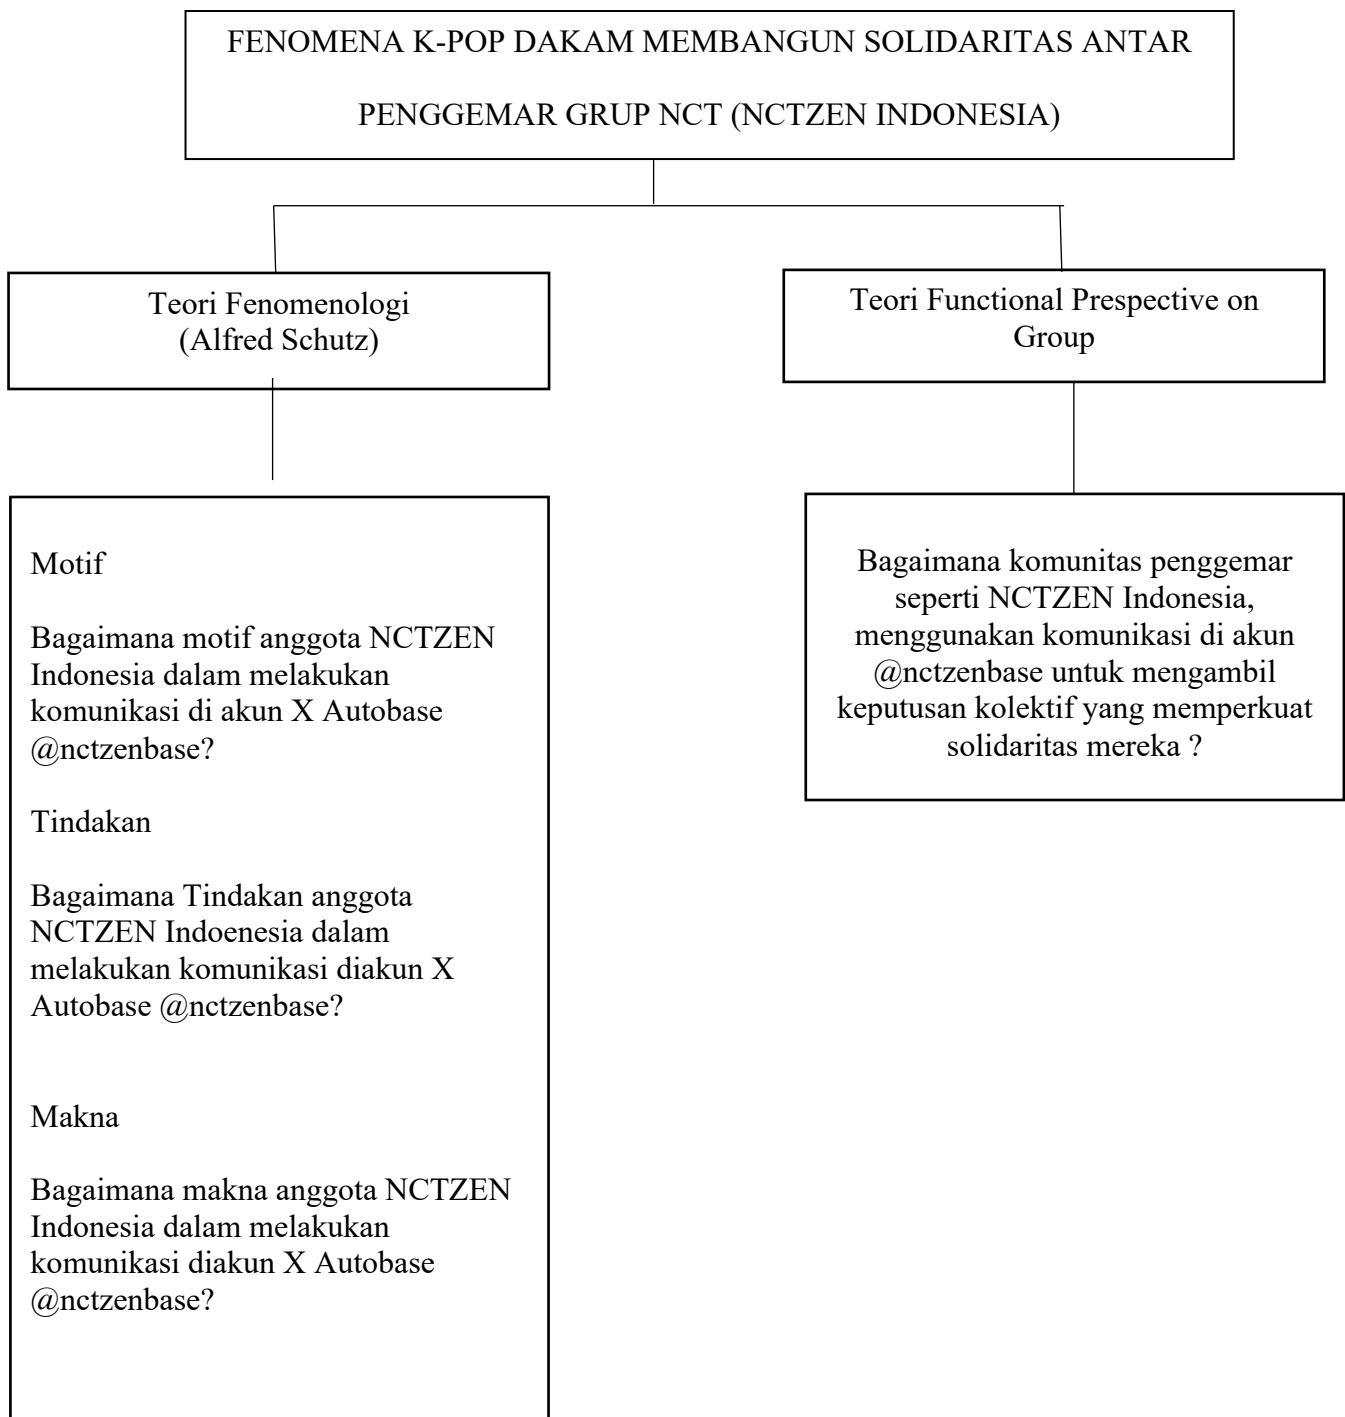 FENOMENA K-POP DAKAM MEMBANGUN SOLIDARITAS ANTAR
PENGGEMAR GRUP NCT (NCTZEN INDONESIA)
Teori Fenomenologi
(Alfred Schutz)
Teori Functional Prespective on
Group
Motif
Bagaimana motif anggota NCTZEN
Indonesia dalam melakukan
komunikasi di akun X Autobase
@nctzenbase?
Tindakan
Bagaimana Tindakan anggota
NCTZEN Indoenesia dalam
melakukan komunikasi diakun X
Autobase @nctzenbase?
Makna
Bagaimana makna anggota NCTZEN
Indonesia dalam melakukan
komunikasi diakun X Autobase
@nctzenbase?
Bagaimana komunitas penggemar
seperti NCTZEN Indonesia,
menggunakan komunikasi di akun
@nctzenbase untuk mengambil
keputusan kolektif yang memperkuat
solidaritas mereka ?